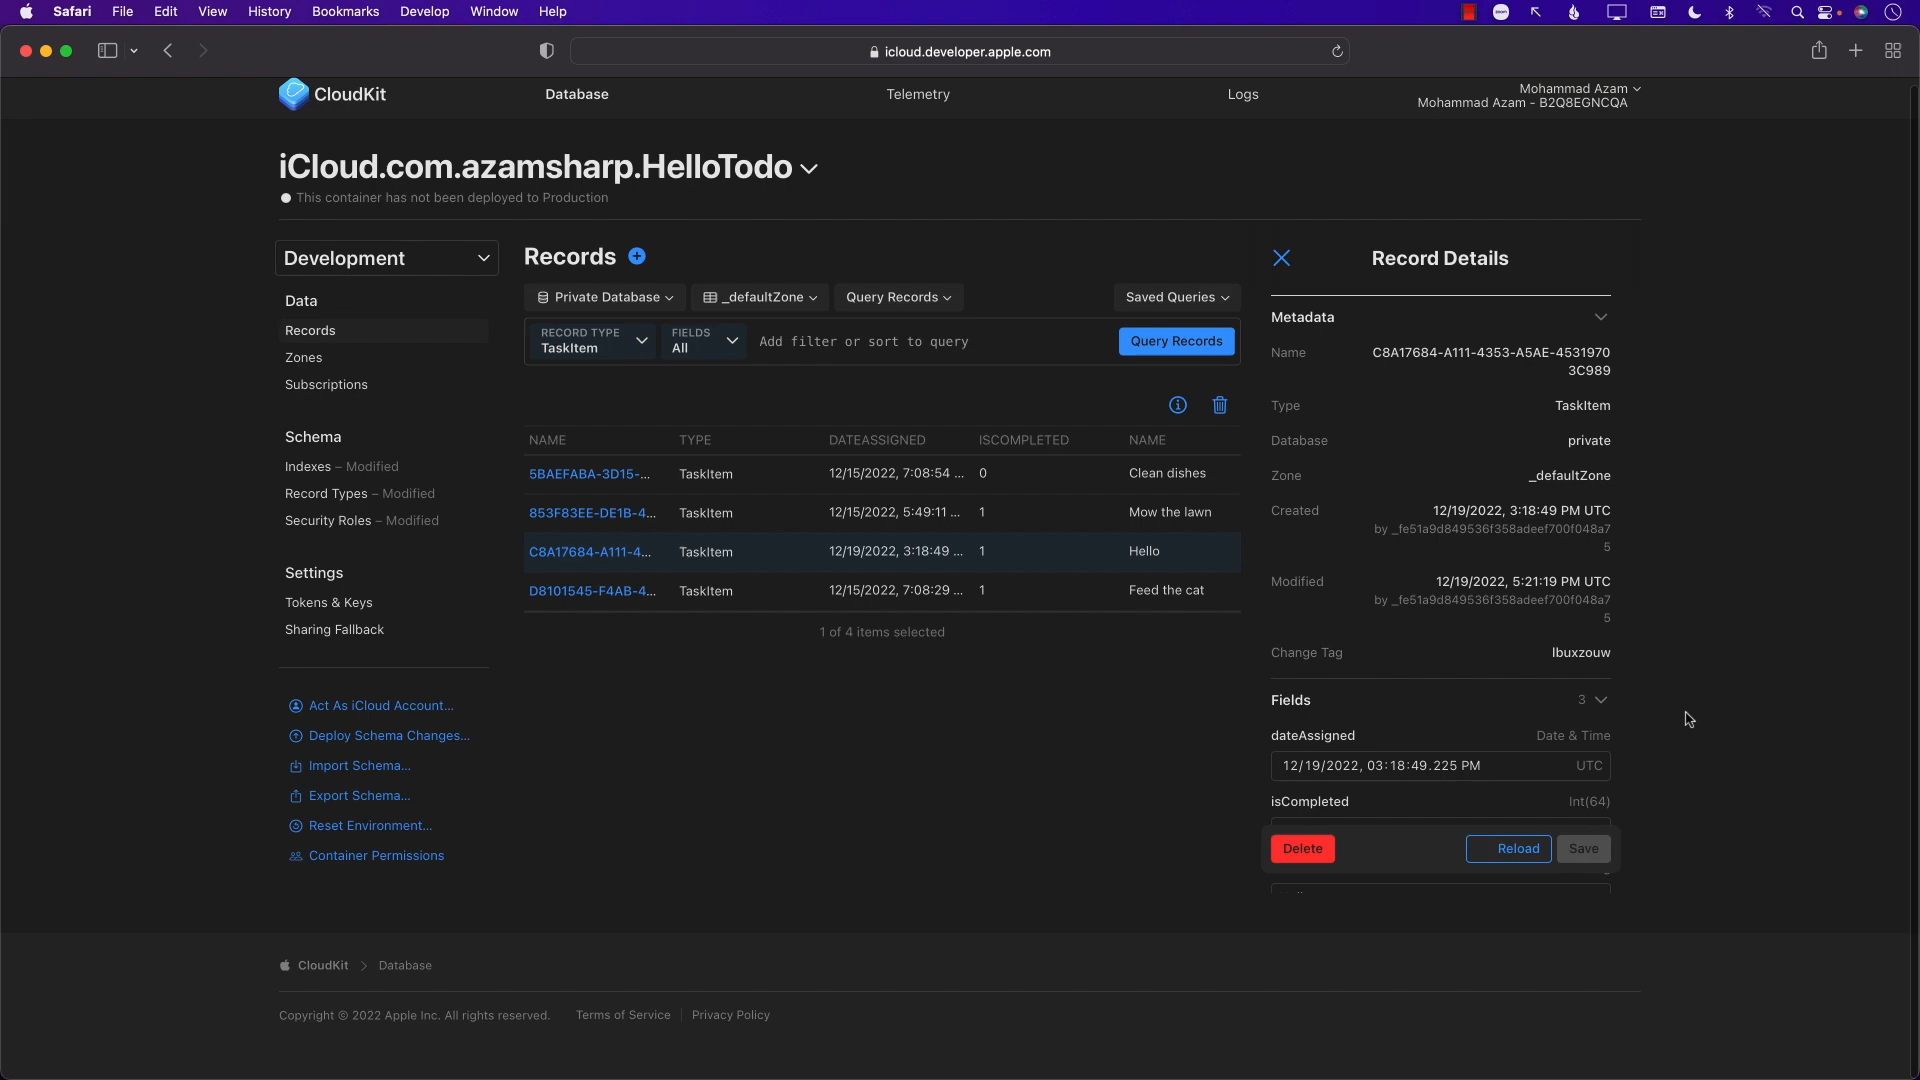 Safari File Edit View History Bookmarks Develop Window Help
icloud.developer.apple.com
CloudKit Database Telemetry Logs
Mohammad Azam
Mohammad Azam - B2Q8EGNCQA
iCloud.com.azamsharp.HelloTodo
This container has not been deployed to Production
Development
Data
Records
Zones
Subscriptions
Schema
Indexes – Modified
Record Types – Modified
Security Roles – Modified
Settings
Tokens & Keys
Sharing Fallback
Act As iCloud Account...
Deploy Schema Changes...
Import Schema...
Export Schema...
Reset Environment...
Container Permissions
Records
Private Database _defaultZone Query Records Saved Queries
RECORD TYPE FIELDS
TaskItem All Add filter or sort to query Query Records
NAME TYPE DATEASSIGNED ISCOMPLETED NAME
5BAEFABA-3D15-... TaskItem 12/15/2022, 7:08:54 ... 0 Clean dishes
853F83EE-DE1B-4... TaskItem 12/15/2022, 5:49:11 ... 1 Mow the lawn
C8A17684-A111-4... TaskItem 12/19/2022, 3:18:49 ... 1 Hello
D8101545-F4AB-4... TaskItem 12/15/2022, 7:08:29 ... 1 Feed the cat
1 of 4 items selected
Record Details
Metadata
Name C8A17684-A111-4353-A5AE-4531970
3C989
Type TaskItem
Database private
Zone _defaultZone
Created 12/19/2022, 3:18:49 PM UTC
by _fe51a9d849536f358adeef700f048a7
5
Modified 12/19/2022, 5:21:19 PM UTC
by _fe51a9d849536f358adeef700f048a7
5
Change Tag lbuxzouw
Fields 3
dateAssigned Date & Time
12/19/2022, 03:18:49.225 PM UTC
isCompleted Int(64)
Delete Reload Save
CloudKit Database
Copyright © 2022 Apple Inc. All rights reserved. Terms of Service Privacy Policy